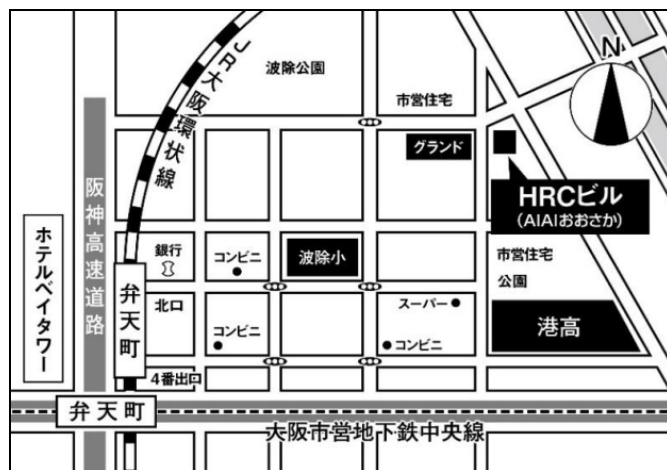 N
波除公園
JR大阪環状線
市営住宅
グランド
HRCビル
(AIAIおおさか)
阪神高速道路
ホテルベイタワー
銀行
コンビニ
波除小
市営住宅
公園
弁天町
北口
スーパー
港高
コンビニ
コンビニ
4番出口
弁天町
大阪市営地下鉄中央線